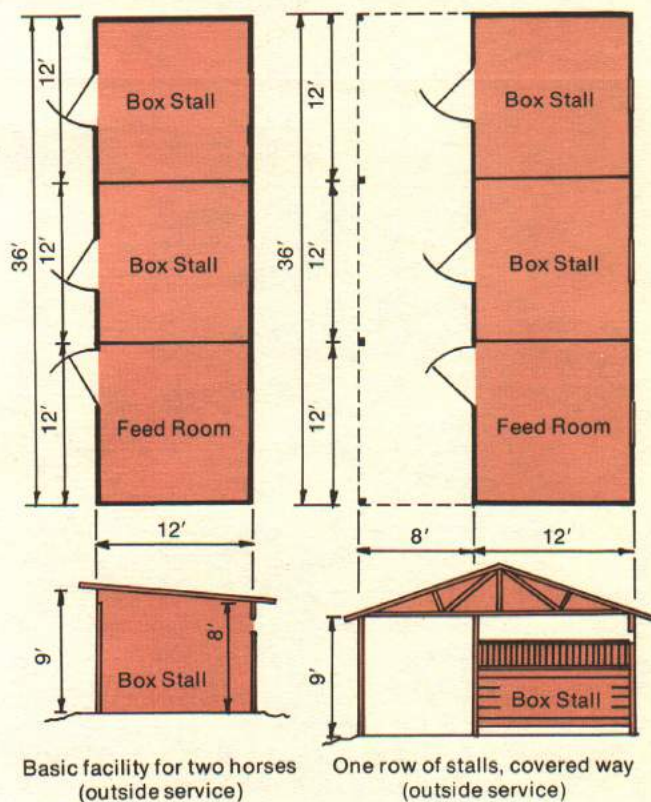 36'
12'
Box Stall
12'
Box Stall
12'
Feed Room
12'
9'
8'
Box Stall
Basic facility for two horses
(outside service)
36'
12'
Box Stall
12'
Box Stall
12'
Feed Room
8'
12'
9'
Box Stall
One row of stalls, covered way
(outside service)